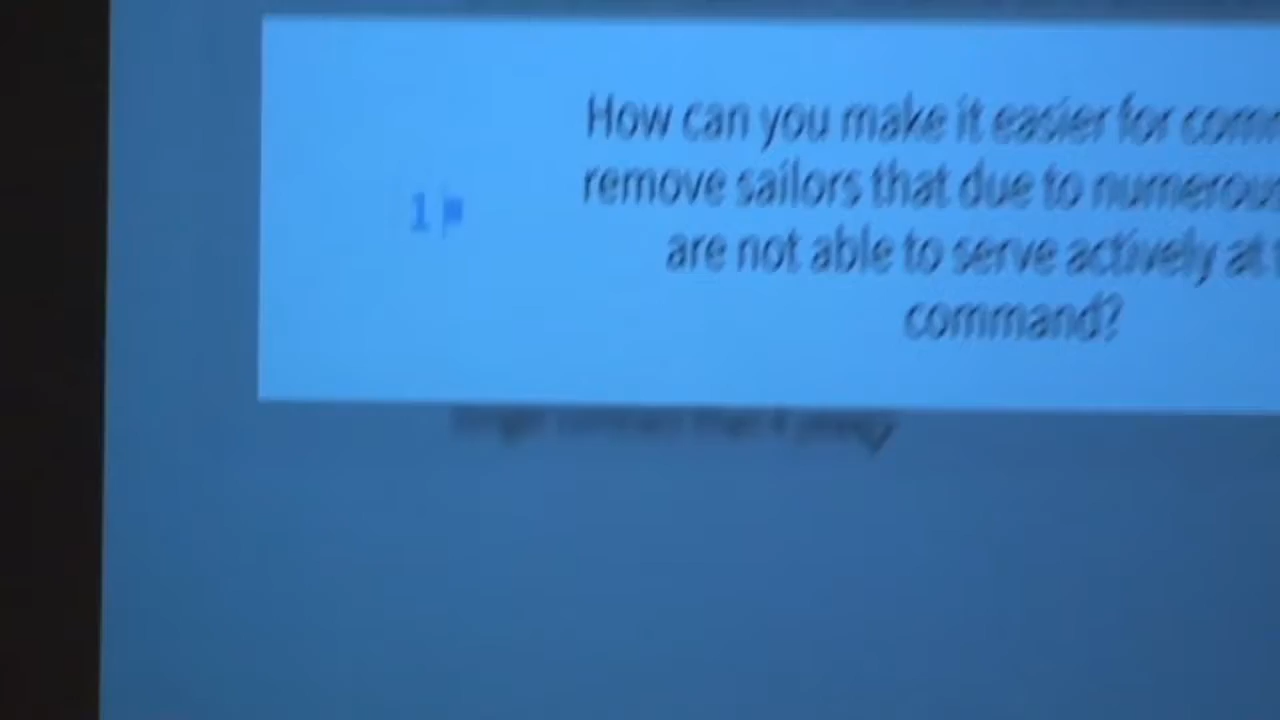 How can you make it easier for
remove sailors that due to numerous
1
are not able to serve actively at
command?